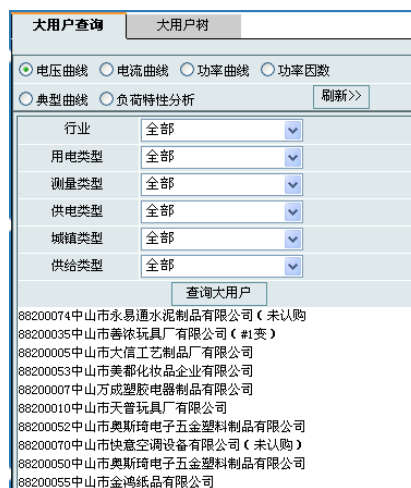 大用户查询 大用户树
电压曲线 电流曲线 功率曲线 功率因数
典型曲线 负荷特性分析 刷新>>
行业 全部
用电类型 全部
测量类型 全部
供电类型 全部
城镇类型 全部
供给类型 全部
查询大用户
88200074中山市永易通水泥制品有限公司(未认购
88200035中山市善浓玩具厂有限公司(#1变)
88200005中山市大信工艺制品厂有限公司
88200053中山市美都化妆品企业有限公司
88200007中山万成塑胶电器制品有限公司
88200010中山天普玩具厂有限公司
88200052中山市奥斯琦电子五金塑料制品有限公司
88200070中山市快意空调设备有限公司(未认购)
88200050中山市奥斯琦电子五金塑料制品有限公司
88200055中山市金鸿纸品有限公司